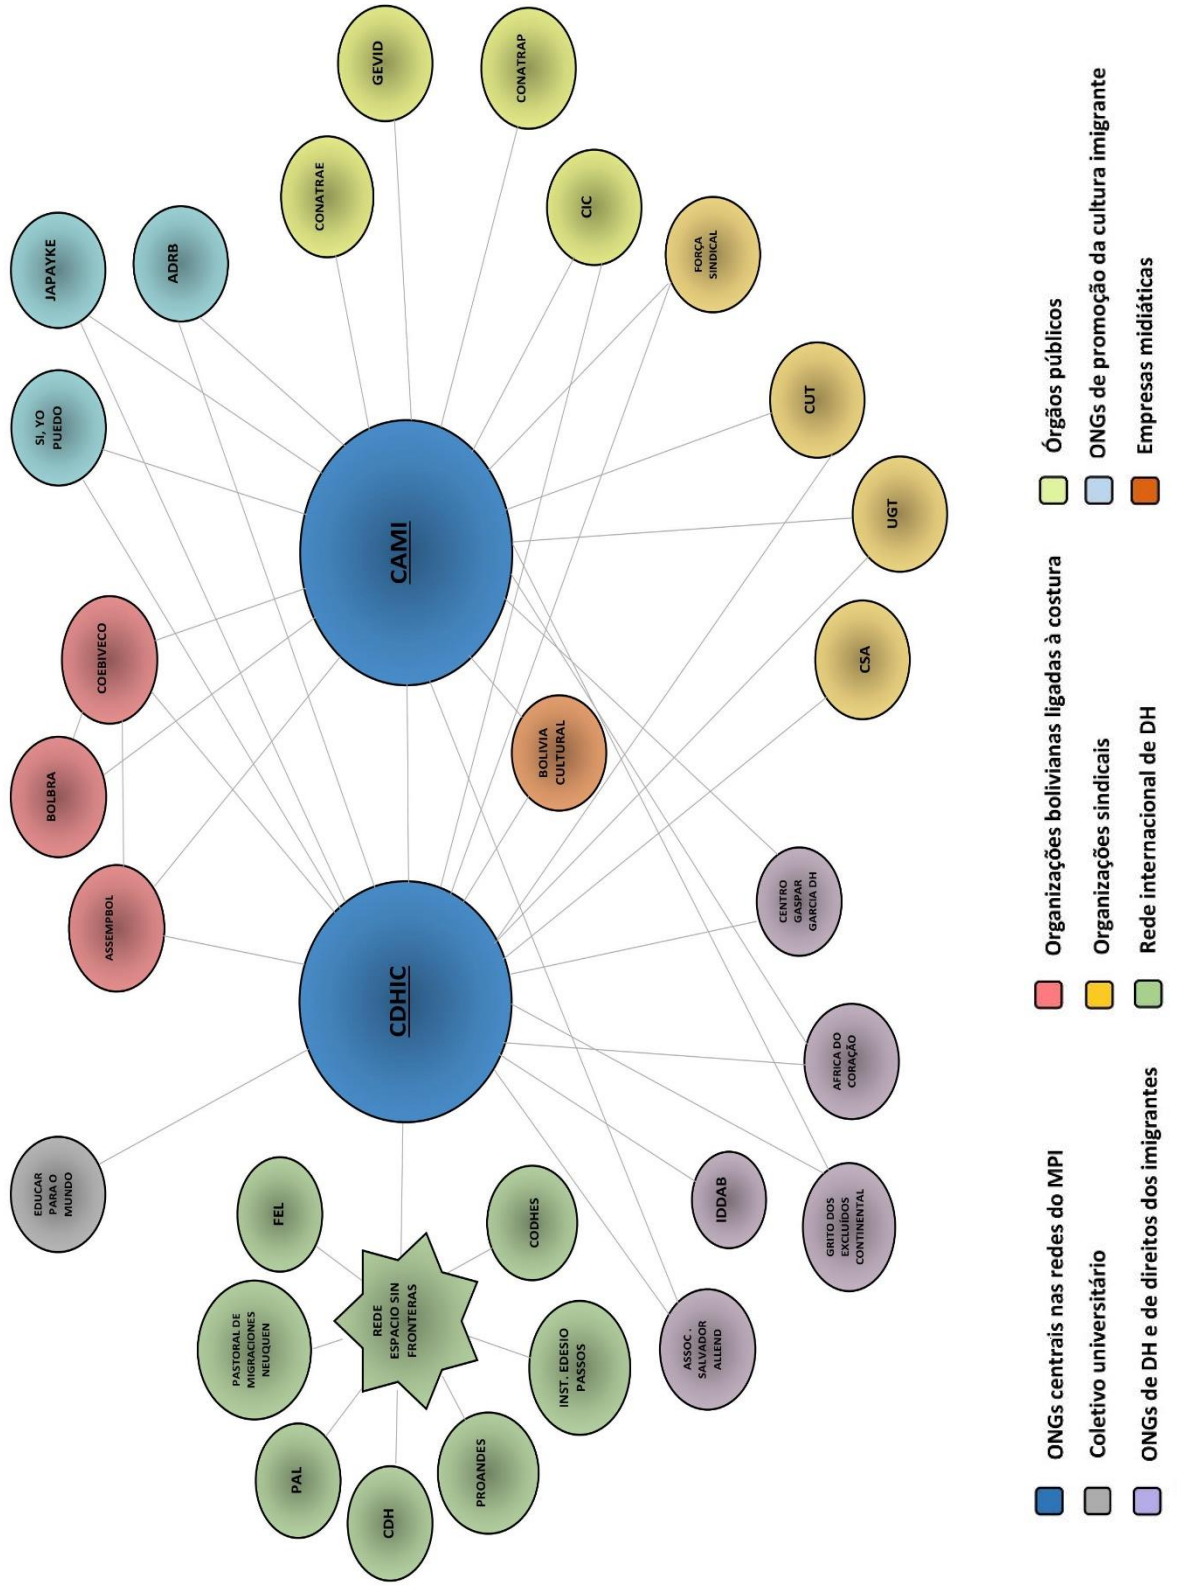 EDUCAR
PARA O
MUNDO
BOLBRA
SI, YO
PUEDO
JAPAYKE
ASSEMPBOL
COEBIVECO
ADRB
PASTORAL DE
MIGRACIONES
NEUQUEN
FEL
PAL
CONATRAE
GEVID
CDH
REDE
ESPACIO SIN
FRONTERAS
CDHIC
CAMI
PROANDES
CODHES
CONATRAP
INST. EDESIO
PASSOS
BOLIVIA
CULTURAL
CIC
ASSOC .
SALVADOR
ALLEND
IDDAB
FORÇA
SINDICAL
CENTRO
GASPAR
GARCIA DH
CUT
GRITO DOS
EXCLUÍDOS
CONTINENTAL
AFRICA DO
CORAÇÃO
CSA
UGT
ONGs centrais nas redes do MPI
Coletivo universitário
ONGs de DH e de direitos dos imigrantes
Organizações bolivianas ligadas à costura
Organizações sindicais
Rede internacional de DH
Órgãos públicos
ONGs de promoção da cultura imigrante
Empresas midiáticas